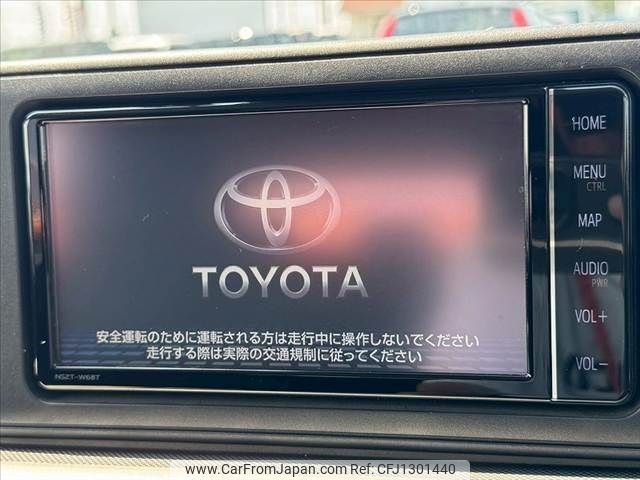 TOYOTA
安全運転のために運転される方は走行中に操作しないでください
走行する際は実際の交通規制に従ってください
NSZT-W68T
HOME
MENU
CTRL
MAP
AUDIO
PWR
VOL+
VOL-
www.CarFromJapan.com RefNo. CFJ1301440